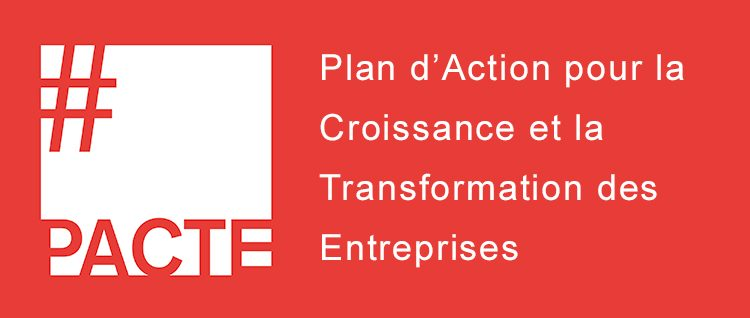 #
PACTE
Plan d’Action pour la
Croissance et la
Transformation des
Entreprises